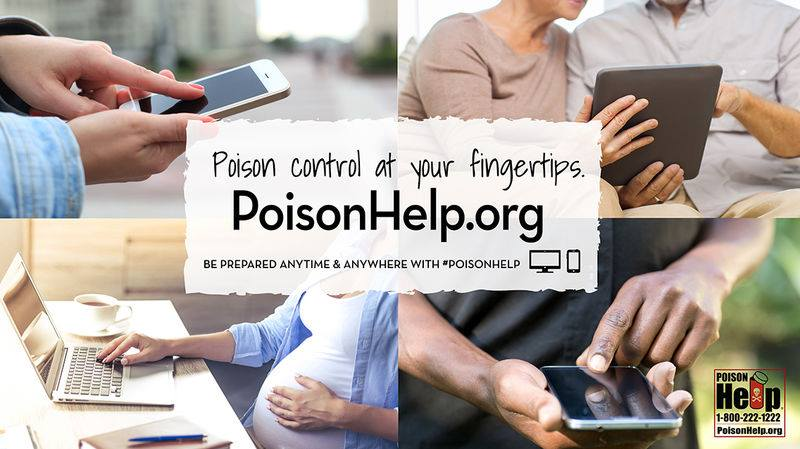 Poison control at your fingertips.
PoisonHelp.org
BE PREPARED ANYTIME & ANYWHERE WITH #POISONHELP
POISON
Help
1-800-222-1222
PoisonHelp.org